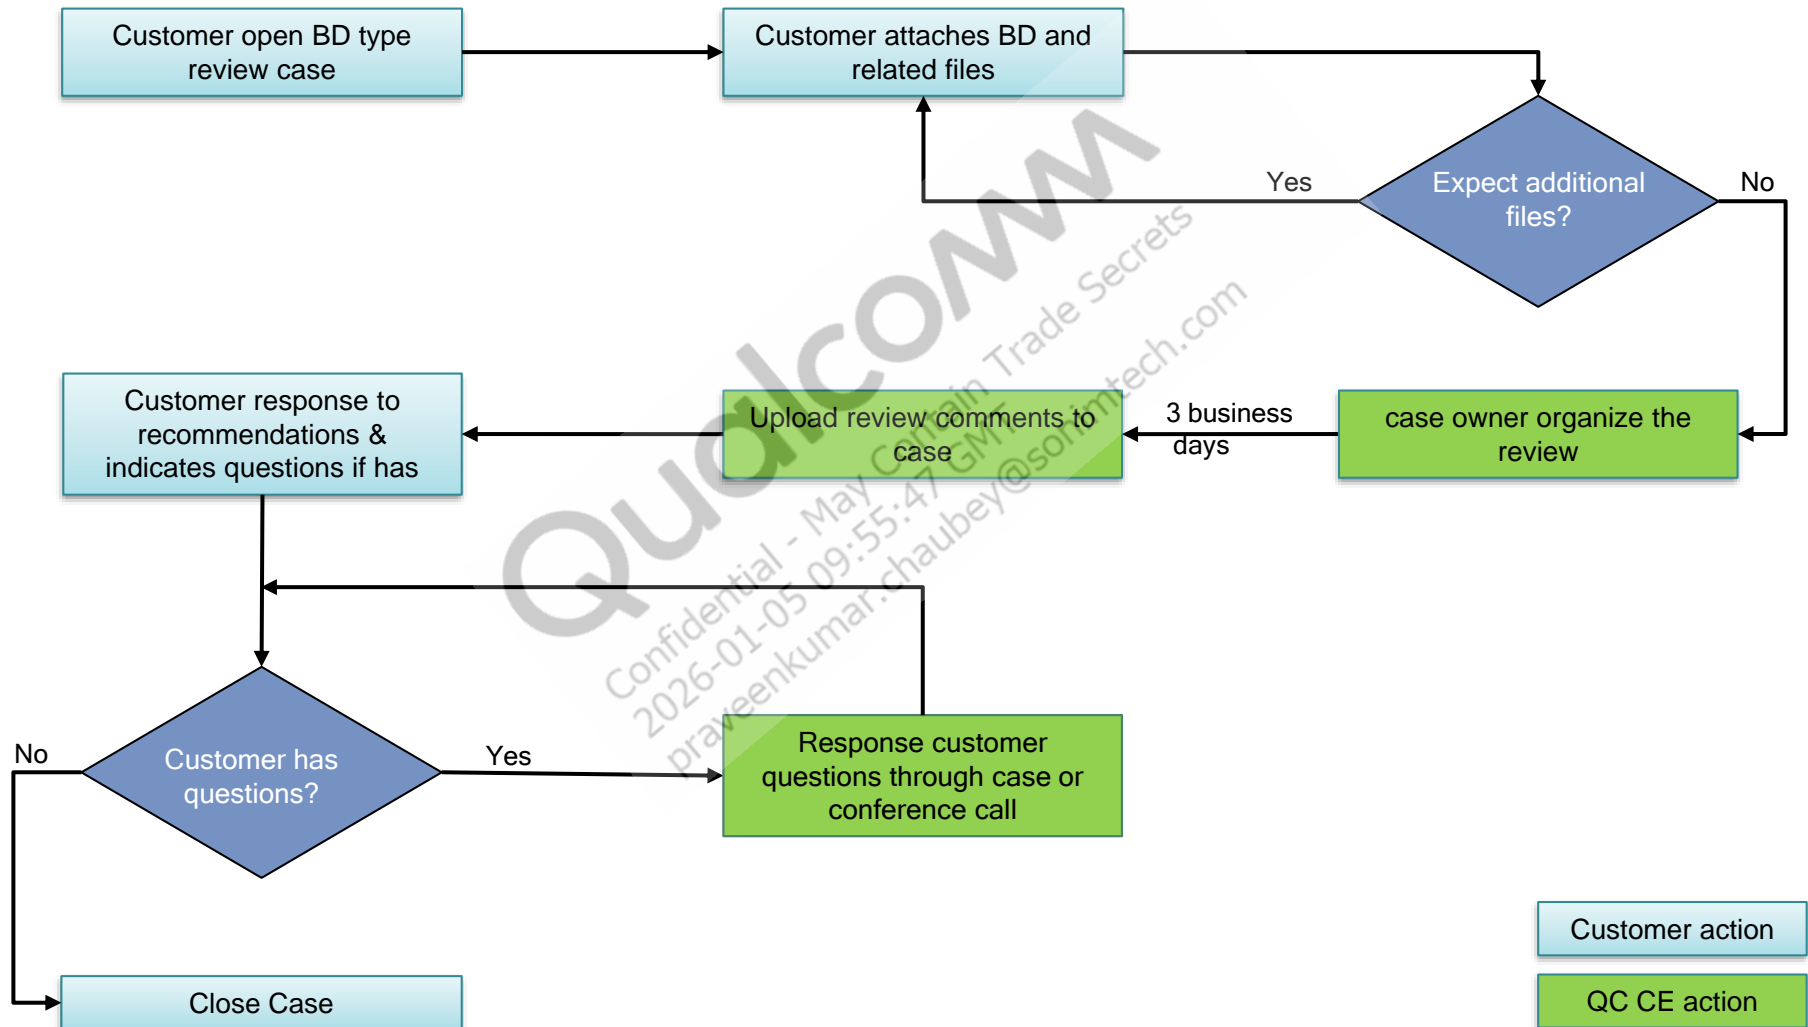 Customer open BD type
review case
Customer attaches BD and
related files
Expect additional
files?
Yes
No
Customer response to
recommendations &
indicates questions if has
Upload review comments to
case
3 business
days
case owner organize the
review
Qualcomm
Confidential - May Contain Trade Secrets
2026-01-05 09:55:47 GMT
praveenkumar.chaubey@sonimtech.com
No
Customer has
questions?
Yes
Response customer
questions through case or
conference call
Close Case
Customer action
QC CE action